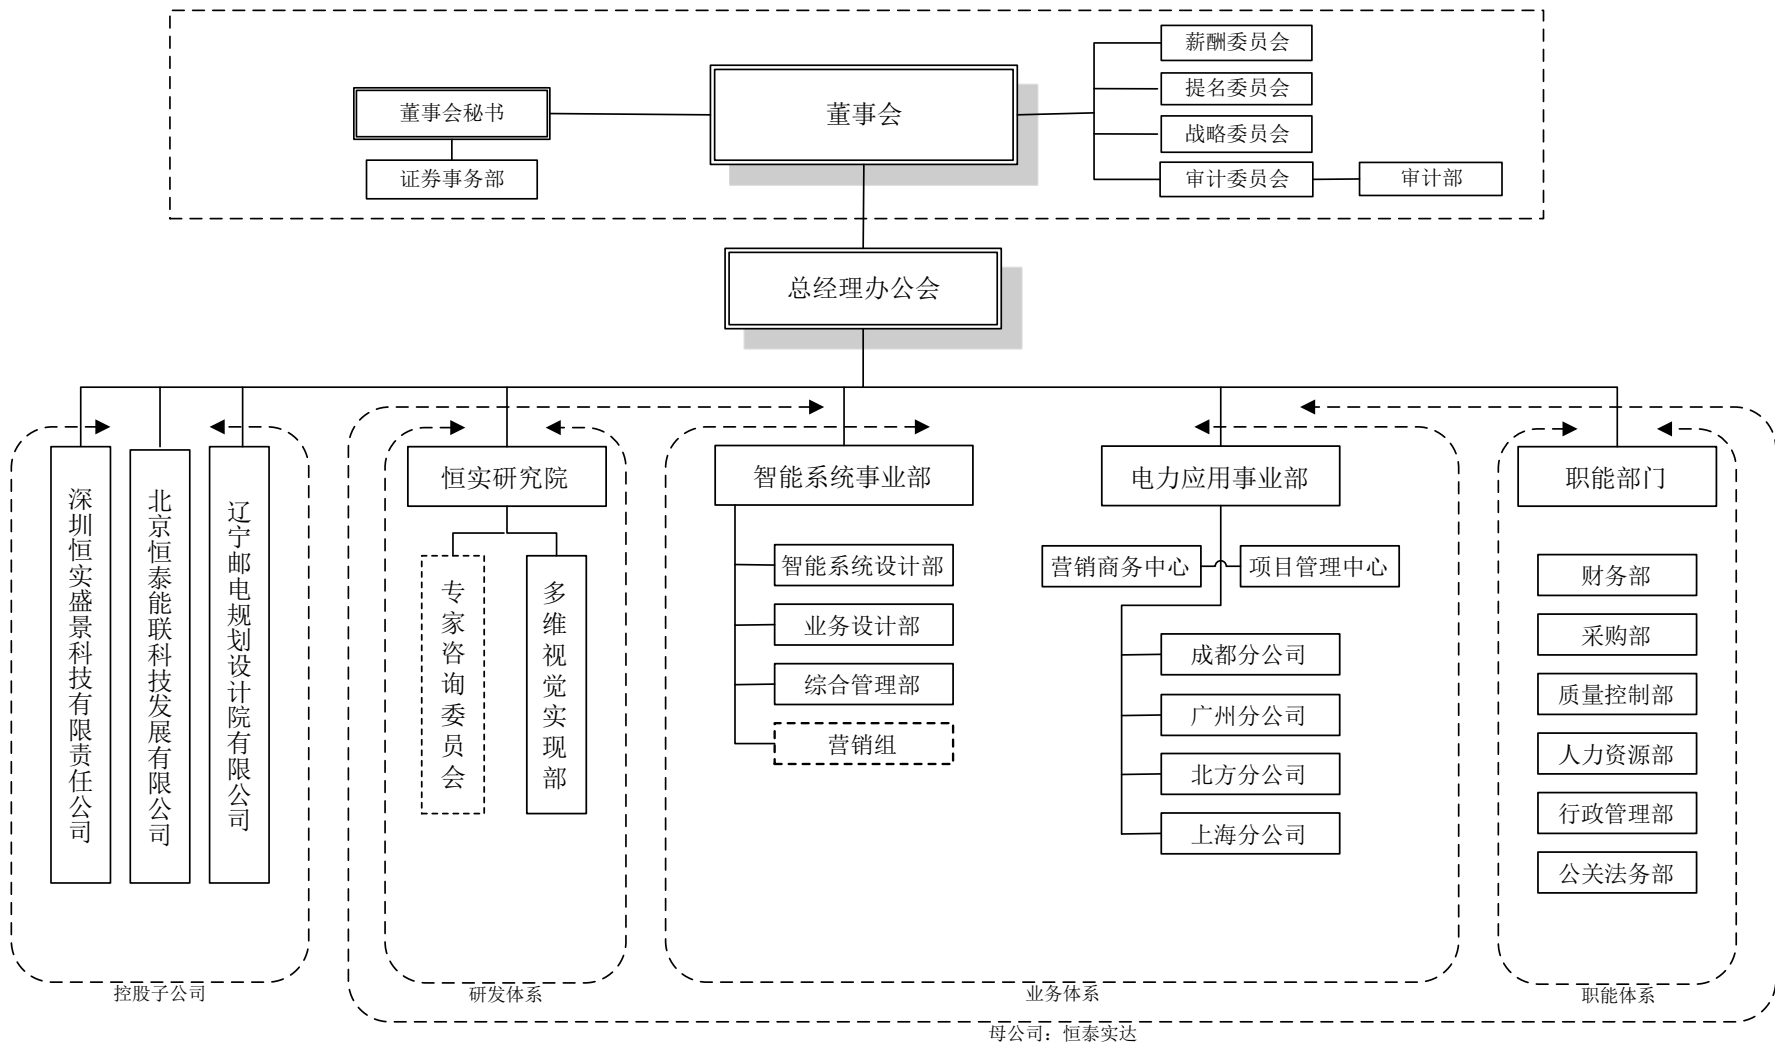 薪酬委员会
提名委员会
董事会秘书
董事会
战略委员会
证券事务部
审计委员会
审计部
总经理办公会
深圳恒实盛景科技有限责任公司
北京恒泰能联科技发展有限公司
辽宁邮电规划设计院有限公司
恒实研究院
专家咨询委员会
多维视觉实现部
智能系统事业部
智能系统设计部
业务设计部
综合管理部
营销组
电力应用事业部
营销商务中心
项目管理中心
成都分公司
广州分公司
北方分公司
上海分公司
职能部门
财务部
采购部
质量控制部
人力资源部
行政管理部
公关法务部
控股子公司
研发体系
业务体系
职能体系
母公司：恒泰实达